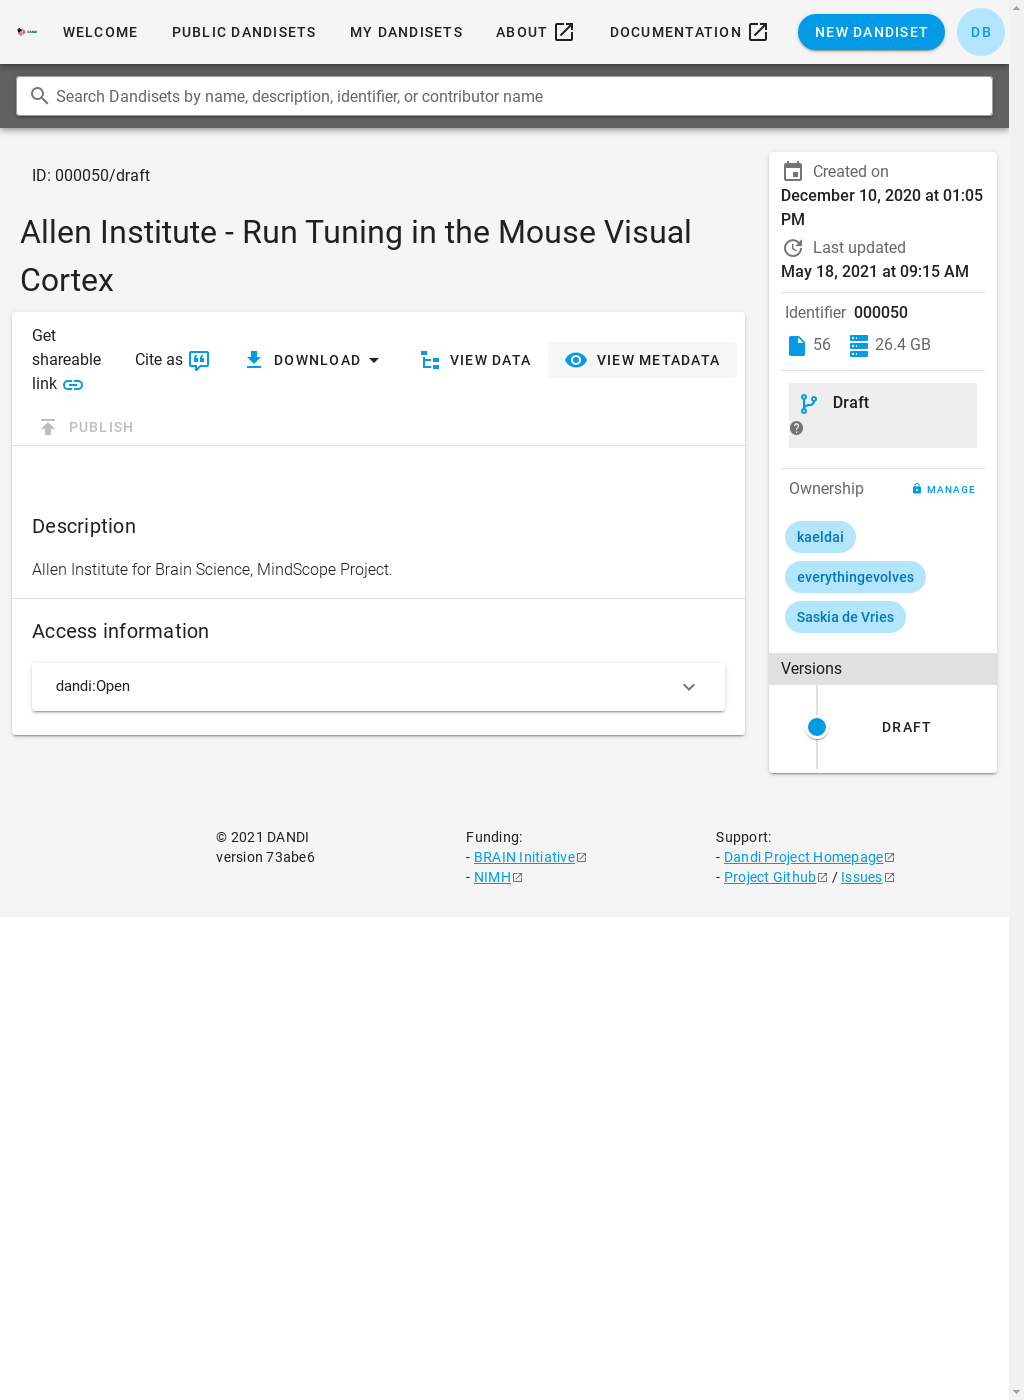 WELCOME
PUBLIC DANDISETS
MY DANDISETS
ABOUT
DOCUMENTATION
NEW DANDISET
DB
Search Dandisets by name, description, identifier, or contributor name
ID: 000050/draft
Allen Institute - Run Tuning in the Mouse Visual
Cortex
Get
shareable
link
Cite as
DOWNLOAD
VIEW DATA
VIEW METADATA
PUBLISH
Description
Allen Institute for Brain Science, MindScope Project.
Access information
dandi:Open
Created on
December 10, 2020 at 01:05
PM
Last updated
May 18, 2021 at 09:15 AM
Identifier 000050
56
26.4 GB
Draft
Ownership
MANAGE
kaeldai
everythingevolves
Saskia de Vries
Versions
DRAFT
© 2021 DANDI
version 73abe6
Funding:
- BRAIN Initiative
- NIMH
Support:
- Dandi Project Homepage
- Project Github / Issues